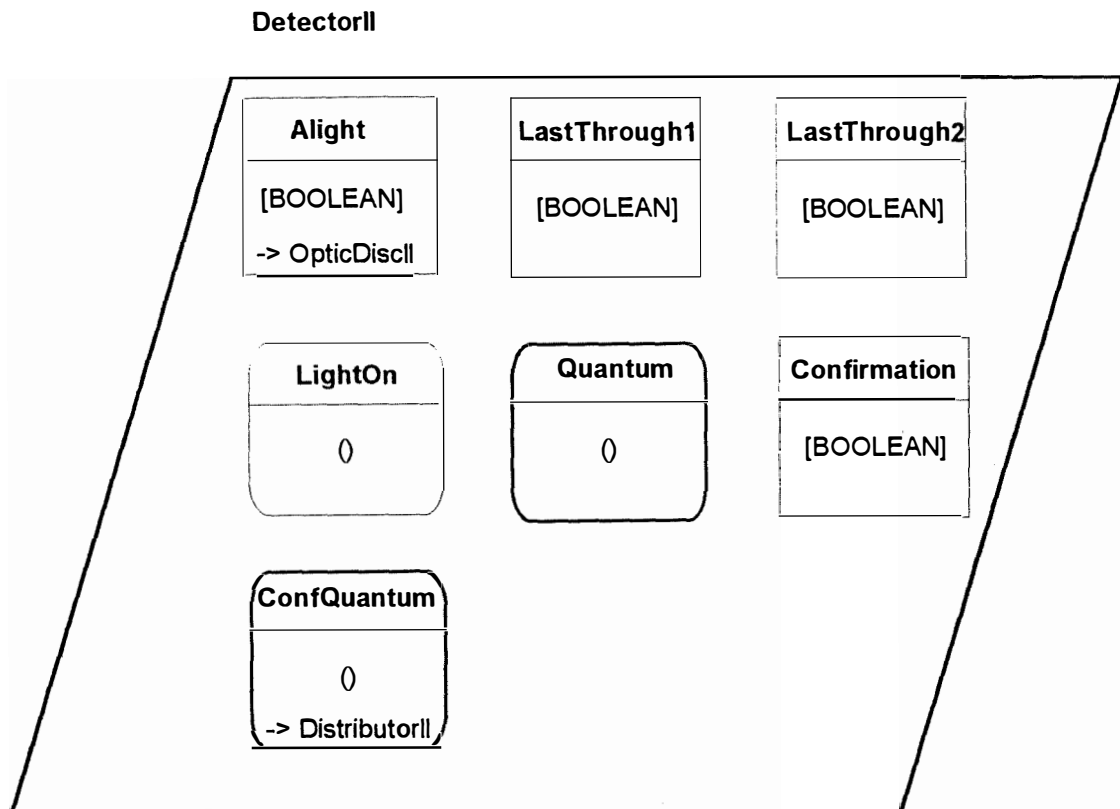 DetectorII
Alight
[BOOLEAN]
-> OpticDiscII
LastThrough1
[BOOLEAN]
LastThrough2
[BOOLEAN]
LightOn
()
Quantum
()
Confirmation
[BOOLEAN]
ConfQuantum
()
-> DistributorII